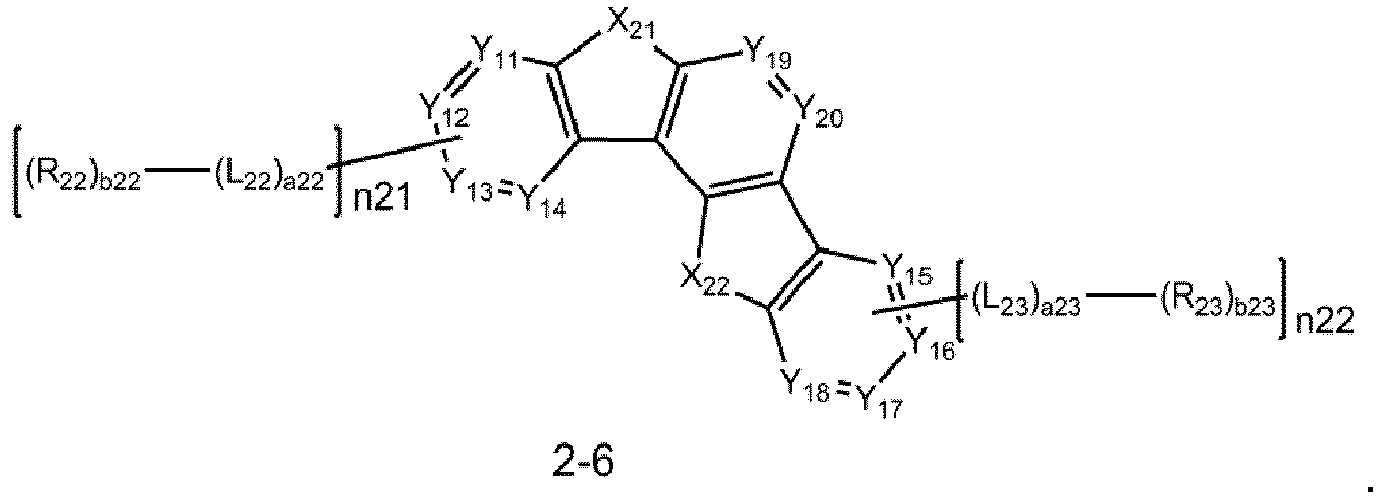 X21
Y11 Y19
Y12 Y20
[(R22)b22—(L22)a22]n21
Y13=Y14
X22 Y15 [(L23)a23—(R23)b23]n22
Y16
Y18=Y17
2-6
.